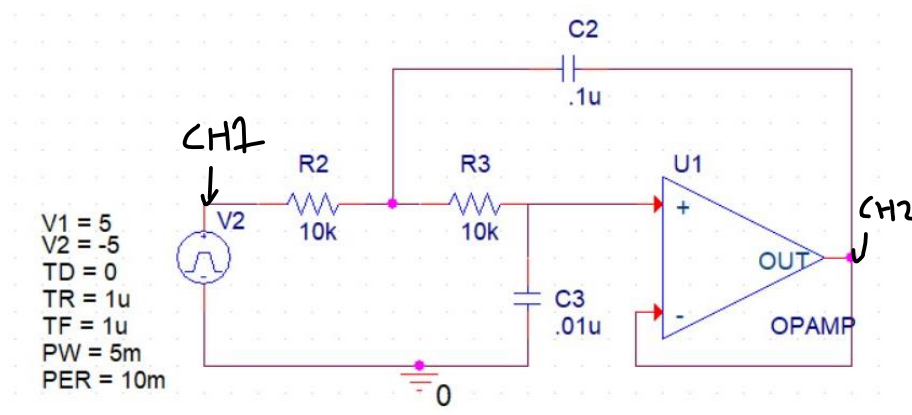 C2
.1u
CH1
R2
R3
U1
V2
10k
10k
+
CH2
V1 = 5
V2 = -5
TD = 0
TR = 1u
TF = 1u
PW = 5m
PER = 10m
OUT
C3
.01u
-
OPAMP
0